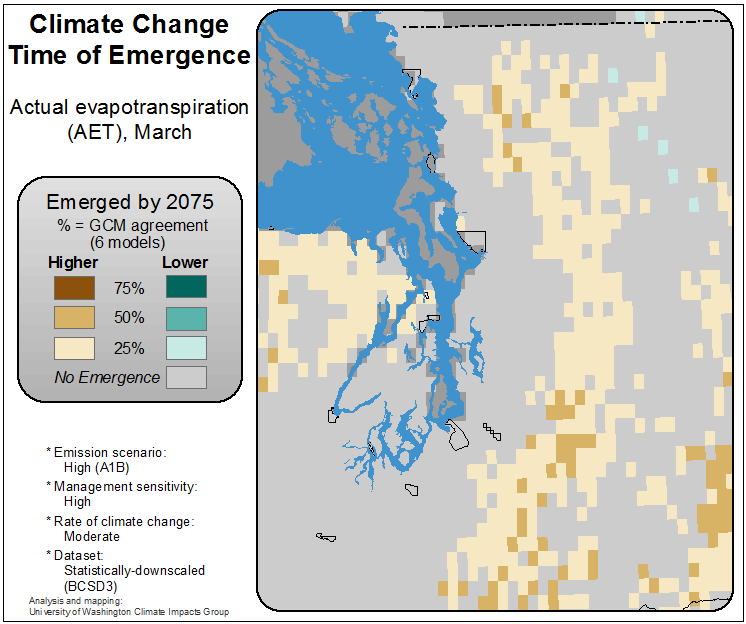 Climate Change
Time of Emergence
Actual evapotranspiration
(AET), March
Emerged by 2075
% = GCM agreement
(6 models)
Higher Lower
75%
50%
25%
No Emergence
* Emission scenario:
High (A1B)
* Management sensitivity:
High
* Rate of climate change:
Moderate
* Dataset:
Statistically-downscaled
(BCSD3)
Analysis and mapping:
University of Washington Climate Impacts Group